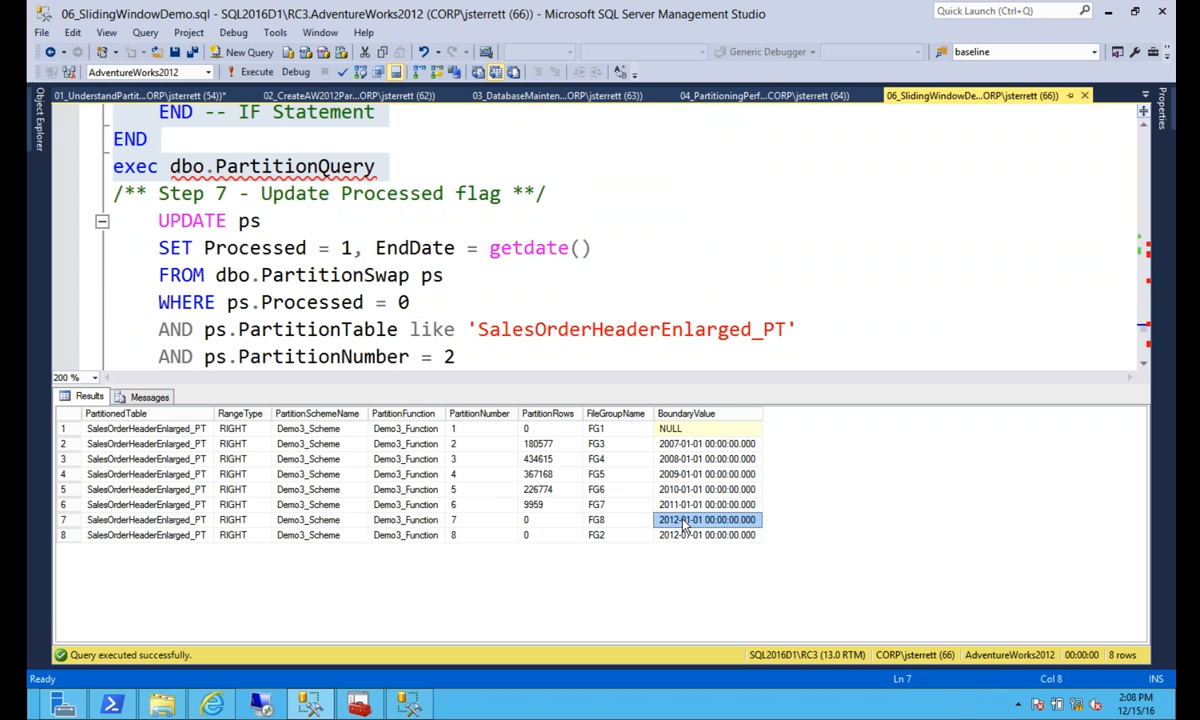 06_SlidingWindowDemo.sql - SQL2016D1\RC3.AdventureWorks2012 (CORP\jsterrett (66)) - Microsoft SQL Server Management Studio
Quick Launch (Ctrl+Q)
File Edit View Query Project Debug Tools Window Help
New Query Generic Debugger baseline
AdventureWorks2012 Execute Debug
01_UnderstandPartit...ORP\jsterrett (54))* 02_CreateAW2012Par...ORP\jsterrett (62)) 03_DatabaseMainten...ORP\jsterrett (63)) 04_PartitioningPerf...CORP\jsterrett (64)) 06_SlidingWindowDe...ORP\jsterrett (66))
Object Explorer
Properties
END -- IF Statement
END
exec dbo.PartitionQuery
/** Step 7 - Update Processed flag **/
UPDATE ps
SET Processed = 1, EndDate = getdate()
FROM dbo.PartitionSwap ps
WHERE ps.Processed = 0
AND ps.PartitionTable like 'SalesOrderHeaderEnlarged_PT'
AND ps.PartitionNumber = 2
200 %
Results Messages
PartitionedTable RangeType PartitionSchemeName PartitionFunction PartitionNumber PartitionRows FileGroupName BoundaryValue
1 SalesOrderHeaderEnlarged_PT RIGHT Demo3_Scheme Demo3_Function 1 0 FG1 NULL
2 SalesOrderHeaderEnlarged_PT RIGHT Demo3_Scheme Demo3_Function 2 180577 FG3 2007-01-01 00:00:00.000
3 SalesOrderHeaderEnlarged_PT RIGHT Demo3_Scheme Demo3_Function 3 434615 FG4 2008-01-01 00:00:00.000
4 SalesOrderHeaderEnlarged_PT RIGHT Demo3_Scheme Demo3_Function 4 367168 FG5 2009-01-01 00:00:00.000
5 SalesOrderHeaderEnlarged_PT RIGHT Demo3_Scheme Demo3_Function 5 226774 FG6 2010-01-01 00:00:00.000
6 SalesOrderHeaderEnlarged_PT RIGHT Demo3_Scheme Demo3_Function 6 9959 FG7 2011-01-01 00:00:00.000
7 SalesOrderHeaderEnlarged_PT RIGHT Demo3_Scheme Demo3_Function 7 0 FG8 2012-01-01 00:00:00.000
8 SalesOrderHeaderEnlarged_PT RIGHT Demo3_Scheme Demo3_Function 8 0 FG2 2012-07-01 00:00:00.000
Query executed successfully. SQL2016D1\RC3 (13.0 RTM) CORP\jsterrett (66) AdventureWorks2012 00:00:00 8 rows
Ready Ln 7 Col 8 INS
2:08 PM
12/15/16